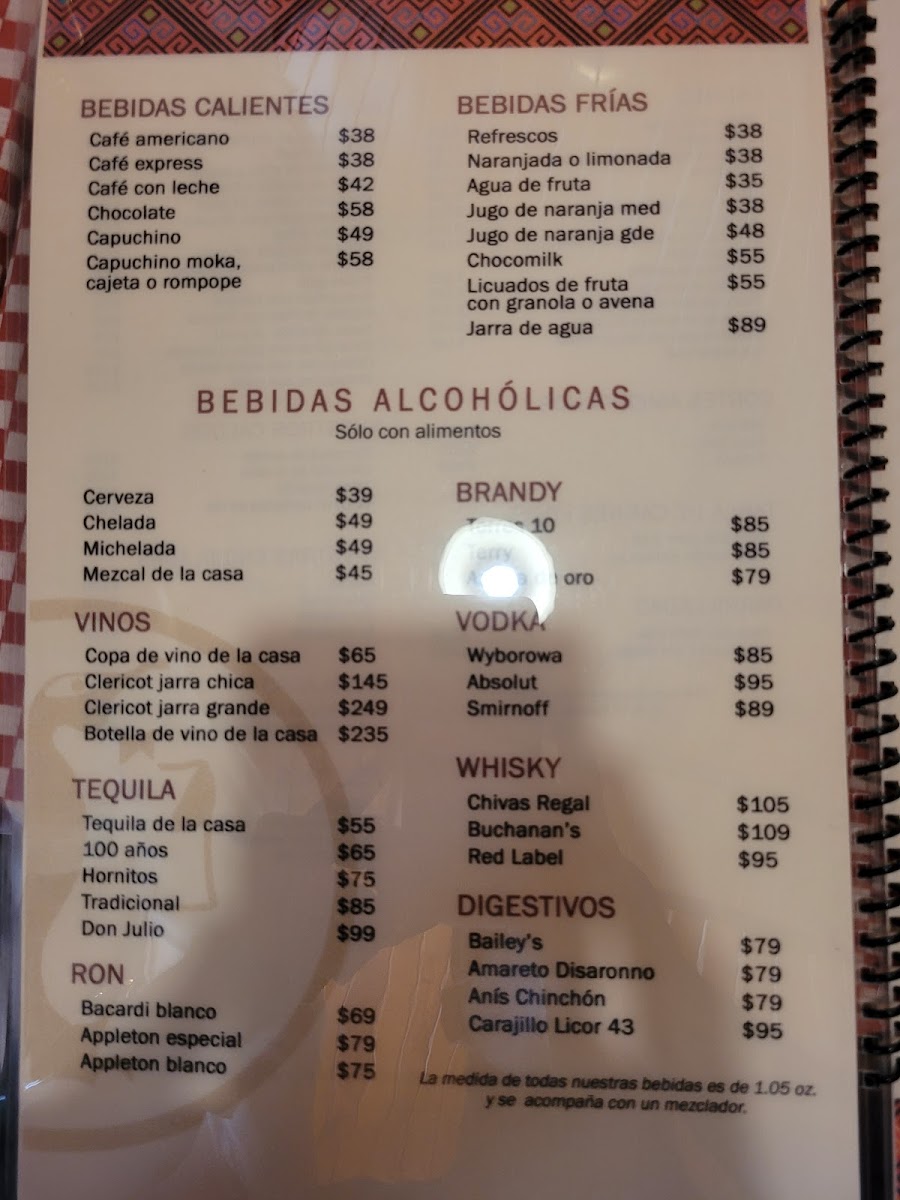 BEBIDAS CALIENTES
Café americano $38
Café express $38
Café con leche $42
Chocolate $58
Capuchino $49
Capuchino moka, $58
cajeta o rompope
BEBIDAS FRÍAS
Refrescos $38
Naranjada o limonada $38
Agua de fruta $35
Jugo de naranja med $38
Jugo de naranja gde $48
Chocomilk $55
Licuados de fruta $55
con granola o avena
Jarra de agua $89
BEBIDAS ALCOHÓLICAS
Sólo con alimentos
Cerveza $39
Chelada $49
Michelada $49
Mezcal de la casa $45
VINOS
Copa de vino de la casa $65
Clericot jarra chica $145
Clericot jarra grande $249
Botella de vino de la casa $235
TEQUILA
Tequila de la casa $55
100 años $65
Hornitos $75
Tradicional $85
Don Julio $99
RON
Bacardi blanco $69
Appleton especial $79
Appleton blanco $75
BRANDY
Torres 10 $85
Terry $85
de oro $79
VODKA
Wyborowa $85
Absolut $95
Smirnoff $89
WHISKY
Chivas Regal $105
Buchanan's $109
Red Label $95
DIGESTIVOS
Bailey's $79
Amareto Disaronno $79
Anís Chinchón $79
Carajillo Licor 43 $95
La medida de todas nuestras bebidas es de 1.05 oz.
y se acompaña con un mezclador.